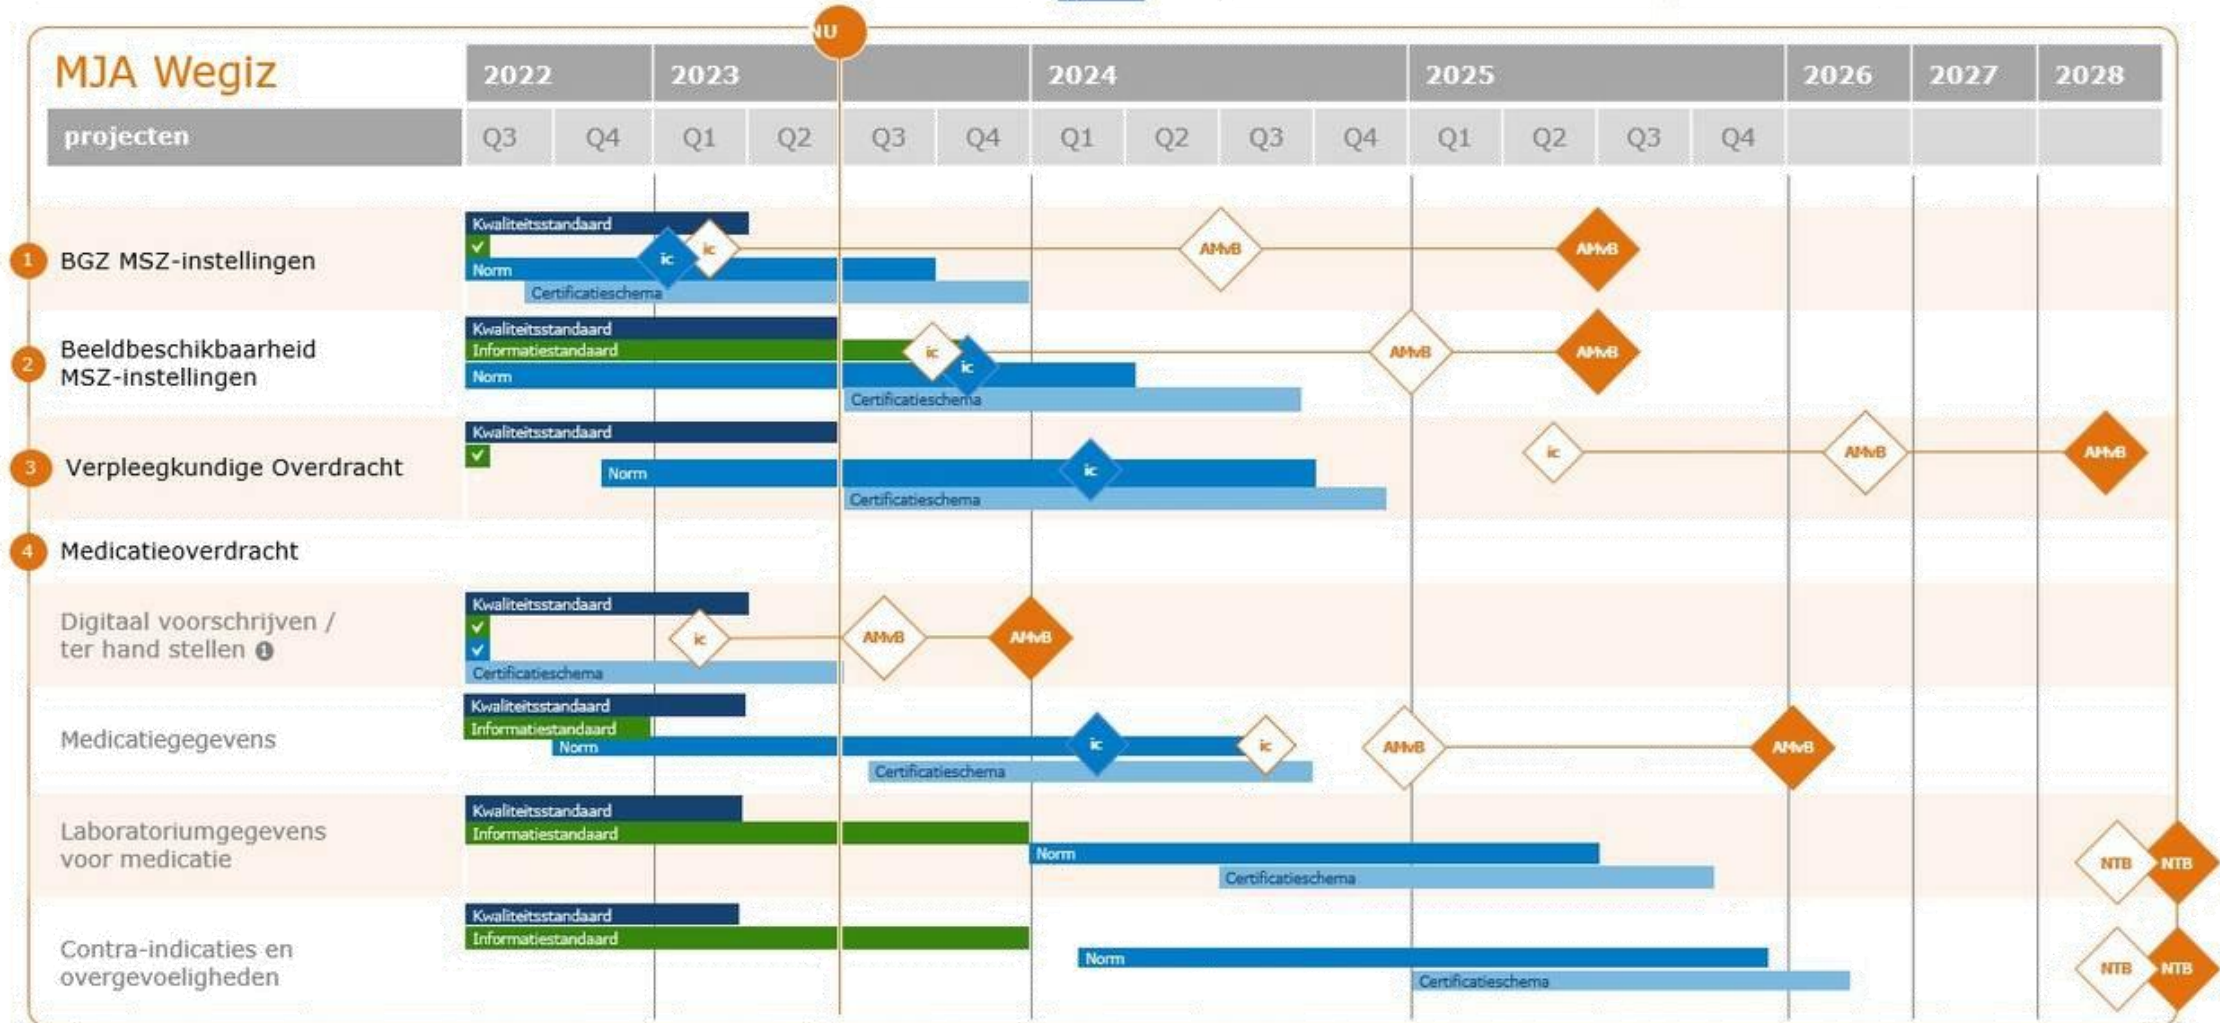 NU
MJA Wegiz
2022 2023 2024 2025 2026 2027 2028
projecten
Q3 Q4 Q1 Q2 Q3 Q4 Q1 Q2 Q3 Q4 Q1 Q2 Q3 Q4
1 BGZ MSZ-instellingen
Kwaliteitsstandaard
ic ic AMvB AMvB
Norm
Certificatieschema
2 Beeldbeschikbaarheid
MSZ-instellingen
Kwaliteitsstandaard
Informatiestandaard
ic ic AMvB AMvB
Norm
Certificatieschema
3 Verpleegkundige Overdracht
Kwaliteitsstandaard
ic ic AMvB AMvB
Norm
Certificatieschema
4 Medicatieoverdracht
Digitaal voorschrijven /
ter hand stellen 1
Kwaliteitsstandaard
ic AMvB AMvB
Certificatieschema
Medicatiegegevens
Kwaliteitsstandaard
Informatiestandaard
Norm
ic ic AMvB AMvB
Certificatieschema
Laboratoriumgegevens
voor medicatie
Kwaliteitsstandaard
Informatiestandaard
Norm
NTB NTB
Certificatieschema
Contra-indicaties en
overgevoeligheden
Kwaliteitsstandaard
Informatiestandaard
Norm
NTB NTB
Certificatieschema